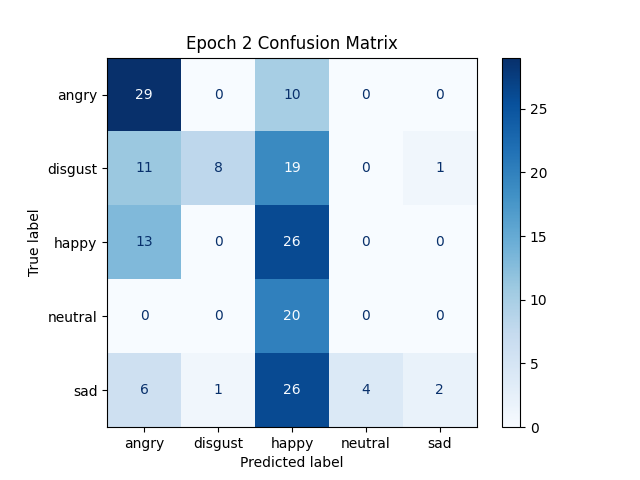 Epoch 2 Confusion Matrix
angry 29 0 10 0 0
disgust 11 8 19 0 1
happy 13 0 26 0 0
neutral 0 0 20 0 0
sad 6 1 26 4 2
angry disgust happy neutral sad
Predicted label
True label
25
20
15
10
5
0